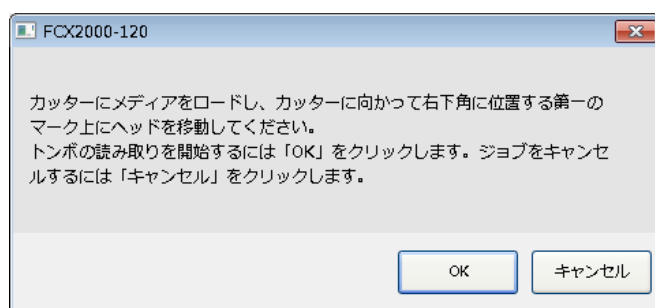 FCX2000-120
カッターにメディアをロードし、カッターに向かって右下角に位置する第一の
マーク上にヘッドを移動してください。
トンボの読み取りを開始するには「OK」をクリックします。ジョブをキャンセ
ルするには「キャンセル」をクリックします。
OK
キャンセル